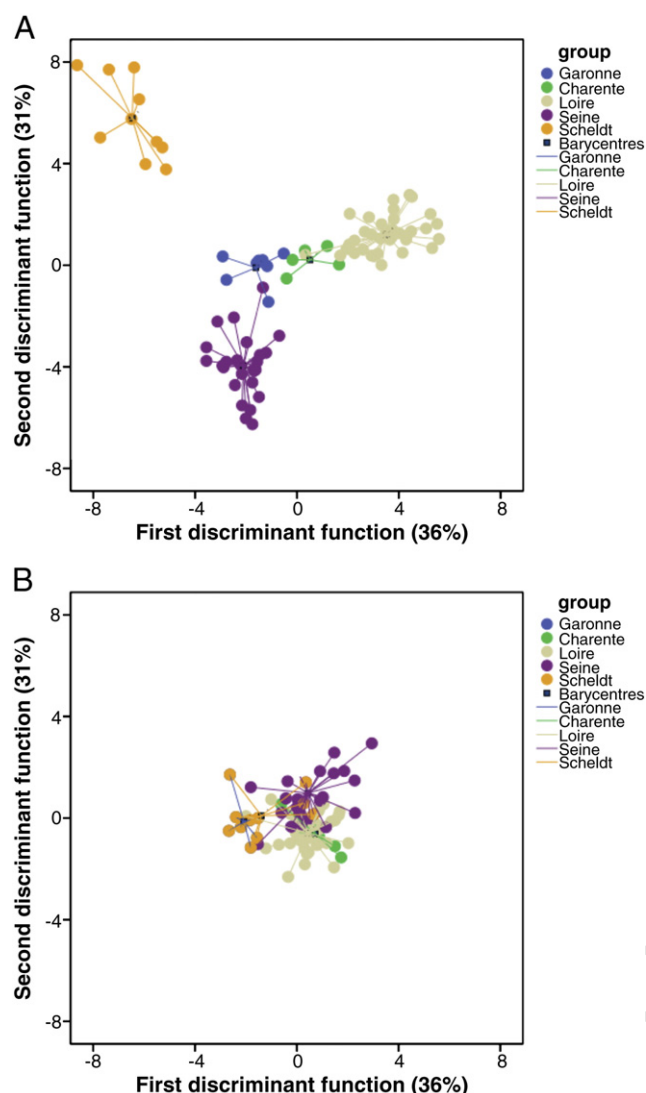 A
Second discriminant function (31%)
8
4
0
-4
-8
-8 -4 0 4 8
First discriminant function (36%)
group
Garonne
Charente
Loire
Seine
Scheldt
Barycentres
Garonne
Charente
Loire
Seine
Scheldt
B
Second discriminant function (31%)
8
4
0
-4
-8
-8 -4 0 4 8
First discriminant function (36%)
group
Garonne
Charente
Loire
Seine
Scheldt
Barycentres
Garonne
Charente
Loire
Seine
Scheldt